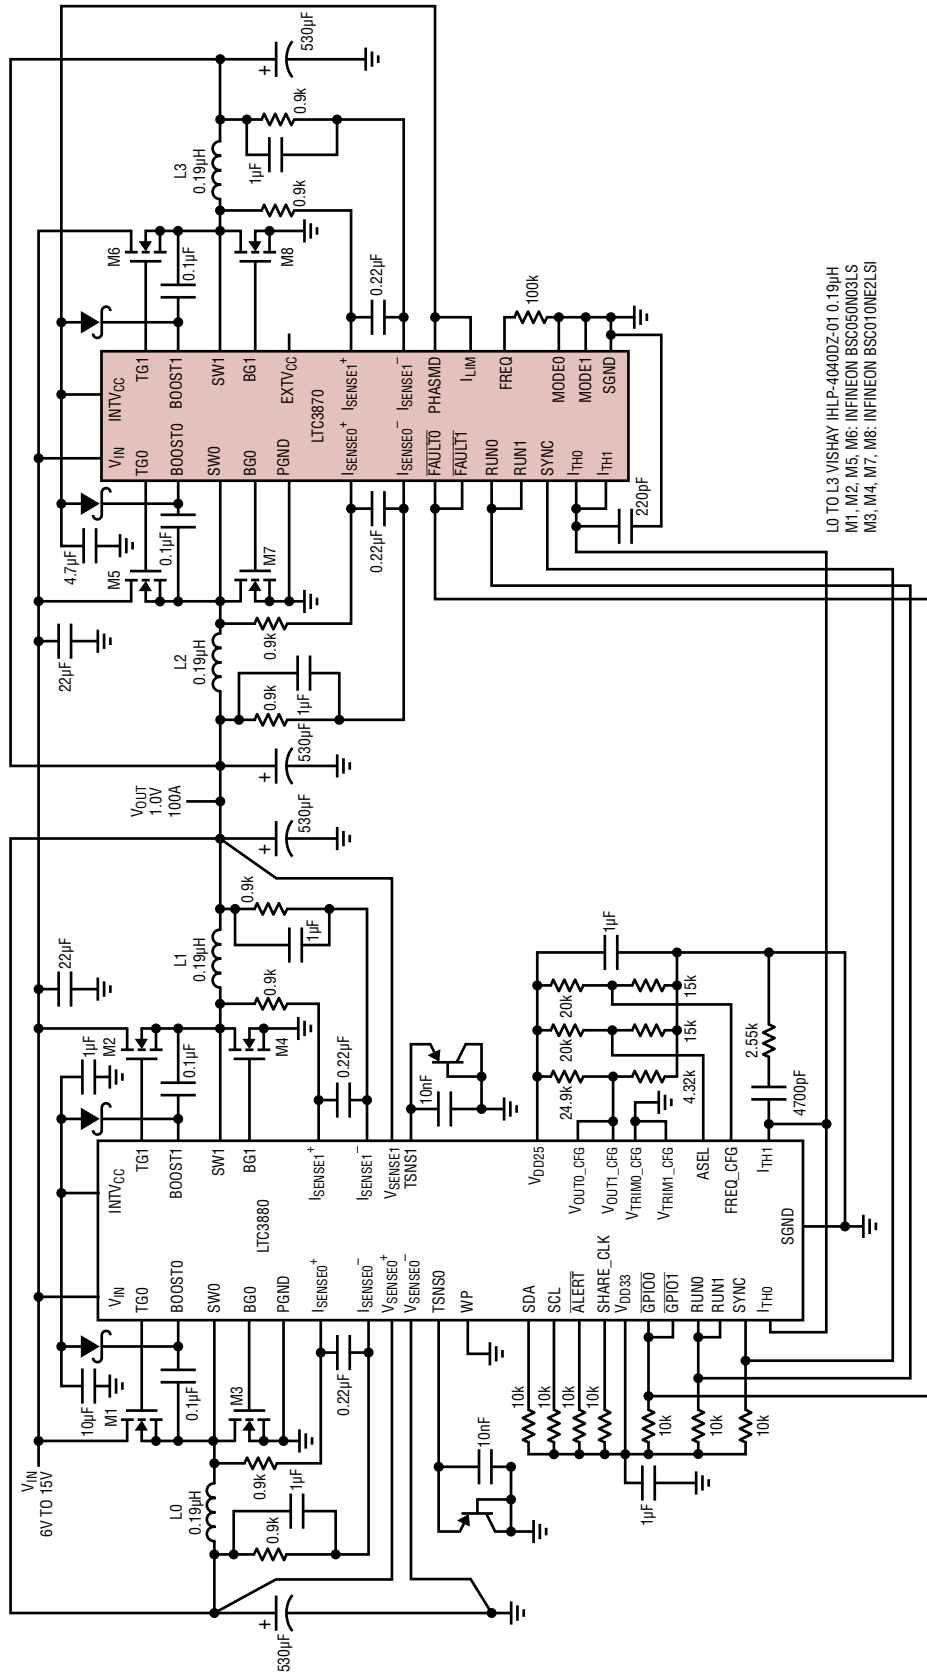 VIN
6V TO 15V
10µF
M1
0.1µF
M3
L0
0.19µH
0.9k
1µF
0.9k
0.22µF
530µF
+
VIN
INTVCC
TG0
TG1
BOOST0
BOOST1
SW0
SW1
LTC3880
BG0
BG1
PGND
ISENSE0+
ISENSE1+
ISENSE0–
ISENSE1–
VSENSE0+
VSENSE1
VSENSE0–
TSNS1
TSNS0
WP
SDA
VDD25
SCL
VOUT0_CFG
ALERT
VOUT1_CFG
SHARE_CLK
VTRIM0_CFG
VDD33
VTRIM1_CFG
GPIO0
ASEL
GPIO1
FREQ_CFG
RUN0
RUN1
SYNC
ITH0
ITH1
SGND
10nF
10k
10k
10k
10k
10k
10k
10k
1µF
1µF
M2
0.1µF
M4
22µF
L1
0.19µH
0.9k
0.9k
1µF
0.22µF
10nF
24.9k
20k
20k
1µF
4.32k
15k
15k
4700pF
2.55k
530µF
+
VOUT
1.0V
100A
530µF
+
22µF
L2
0.19µH
0.9k
1µF
0.9k
0.22µF
4.7µF
M5
0.1µF
M7
VIN
INTVCC
TG0
TG1
BOOST0
BOOST1
SW0
SW1
BG0
BG1
PGND
EXTVCC
LTC3870
ISENSE0+
ISENSE1+
ISENSE0–
ISENSE1–
FAULT0
PHASMD
FAULT1
ILIM
RUN0
FREQ
RUN1
SYNC
MODE0
ITH0
MODE1
ITH1
SGND
220pF
100k
M6
0.1µF
M8
L3
0.19µH
0.9k
1µF
0.9k
0.22µF
530µF
+
L0 TO L3 VISHAY IHLP-4040DZ-01 0.19µH
M1, M2, M5, M6: INFINEON BSC050N03LS
M3, M4, M7, M8: INFINEON BSC010NE2LSI